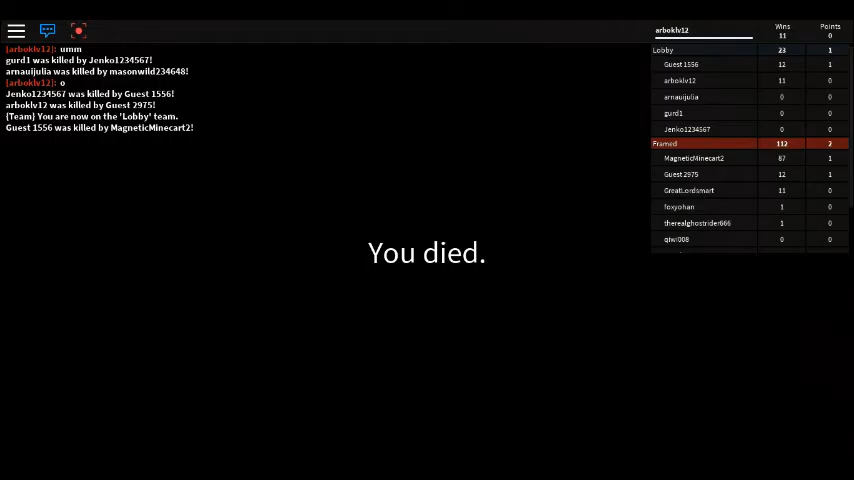 [arboklv12]: umm
gurd1 was killed by Jenko1234567!
arnauijulia was killed by masonwild234648!
[arboklv12]: o
Jenko1234567 was killed by Guest 1556!
arboklv12 was killed by Guest 2975!
{Team} You are now on the 'Lobby' team.
Guest 1556 was killed by MagneticMinecart2!
You died.
arboklv12 Wins 11 Points 0
Lobby 23 1
Guest 1556 12 1
arboklv12 11 0
arnauijulia 0 0
gurd1 0 0
Jenko1234567 0 0
Framed 112 2
MagneticMinecart2 87 1
Guest 2975 12 1
GreatLordsmart 11 0
foxyohan 1 0
therealghostrider666 1 0
qiwi008 0 0